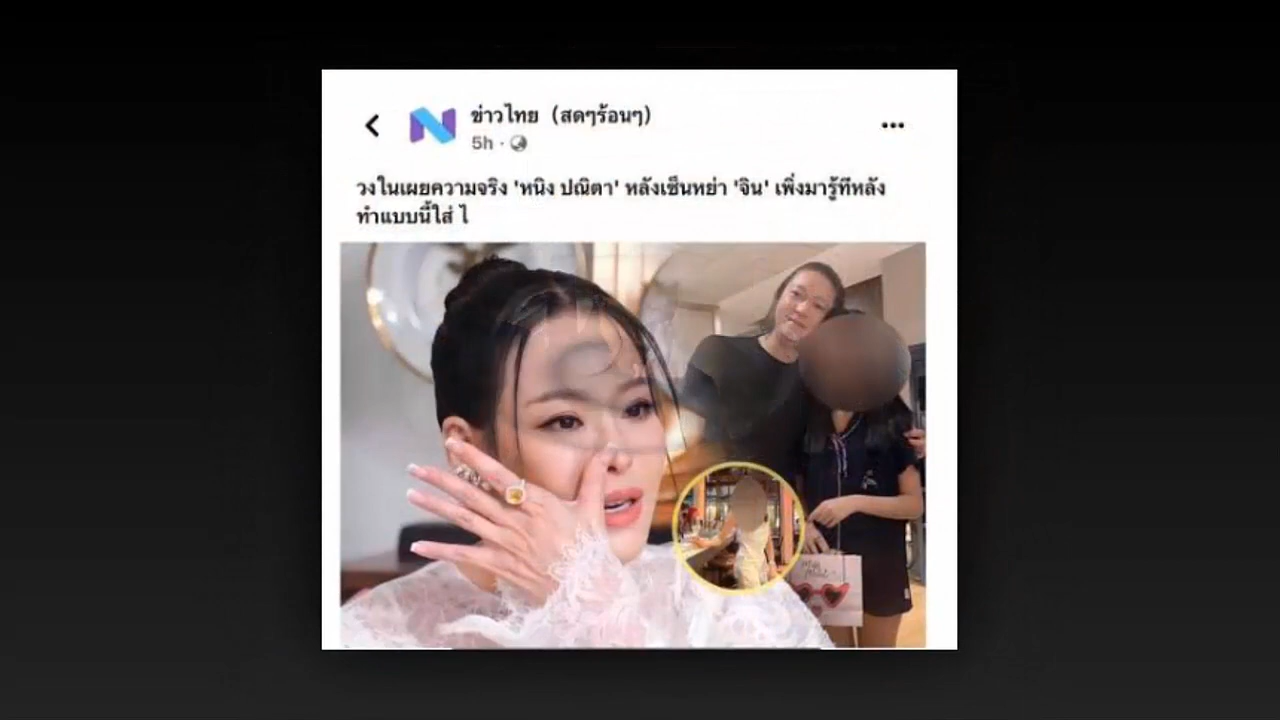 ข่าวไทย (สดๆร้อนๆ)
5h ·
วงในเผยความจริง 'หนิง ปณิตา' หลังเซ็นหย่า 'จิน' เพิ่งมารู้ทีหลัง
ทำแบบนี้ใส่ ไ